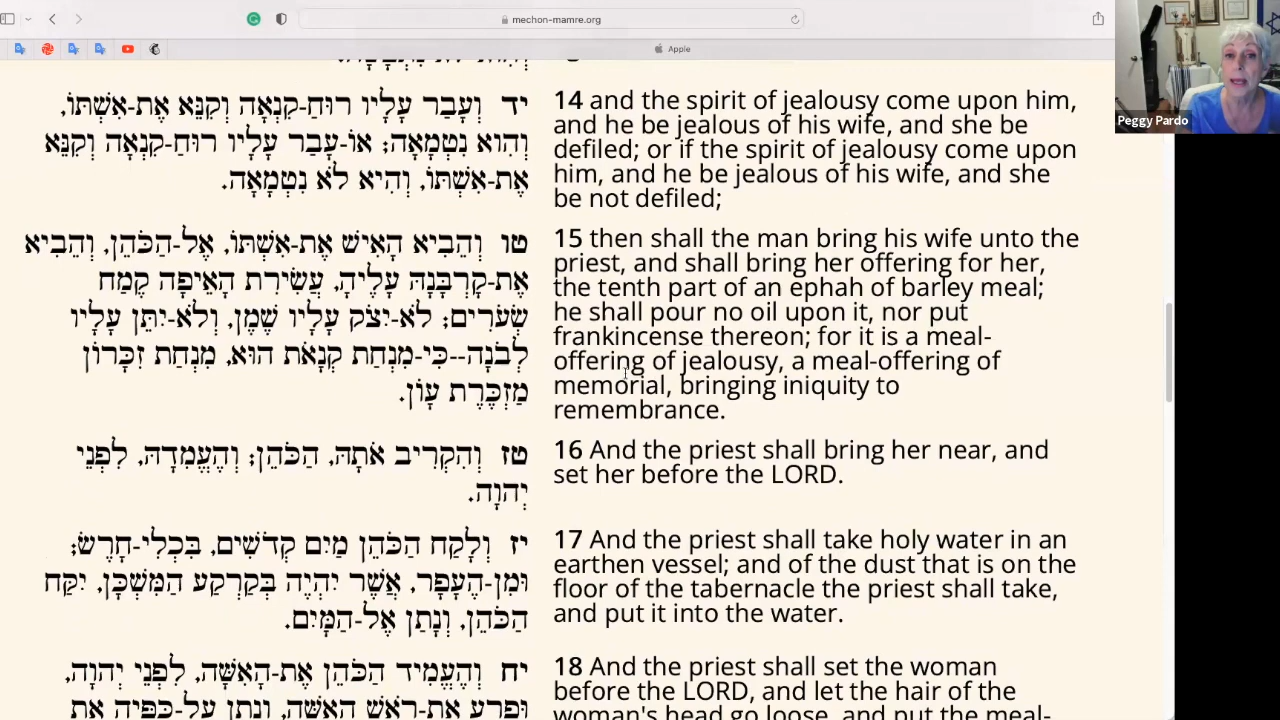 mechon-mamre.org
Apple
Peggy Pardo
יד וְעָבַר עָלָיו רוּחַ-קִנְאָה וְקִנֵּא אֶת-אִשְׁתּוֹ,
וְהִוא נִטְמָאָה; אוֹ-עָבַר עָלָיו רוּחַ-קִנְאָה וְקִנֵּא
אֶת-אִשְׁתּוֹ, וְהִיא לֹא נִטְמָאָה.
14 and the spirit of jealousy come upon him,
and he be jealous of his wife, and she be
defiled; or if the spirit of jealousy come upon
him, and he be jealous of his wife, and she
be not defiled;
טו וְהֵבִיא הָאִישׁ אֶת-אִשְׁתּוֹ, אֶל-הַכֹּהֵן, וְהֵבִיא
אֶת-קָרְבָּנָהּ עָלֶיהָ, עֲשִׂירִת הָאֵיפָה קֶמַח
שְׂעֹרִים; לֹא-יִצֹק עָלָיו שֶׁמֶן, וְלֹא-יִתֵּן עָלָיו
לְבֹנָה--כִּי-מִנְחַת קְנָאֹת הוּא, מִנְחַת זִכָּרוֹן
מַזְכֶּרֶת עָוֺן.
15 then shall the man bring his wife unto the
priest, and shall bring her offering for her,
the tenth part of an ephah of barley meal;
he shall pour no oil upon it, nor put
frankincense thereon; for it is a meal-
offering of jealousy, a meal-offering of
memorial, bringing iniquity to
remembrance.
טז וְהִקְרִיב אֹתָהּ, הַכֹּהֵן; וְהֶעֱמִדָהּ, לִפְנֵי
יְהוָה.
16 And the priest shall bring her near, and
set her before the LORD.
יז וְלָקַח הַכֹּהֵן מַיִם קְדֹשִׁים, בִּכְלִי-חָרֶשׂ;
וּמִן-הֶעָפָר, אֲשֶׁר יִהְיֶה בְּקַרְקַע הַמִּשְׁכָּן, יִקַּח
הַכֹּהֵן, וְנָתַן אֶל-הַמָּיִם.
17 And the priest shall take holy water in an
earthen vessel; and of the dust that is on the
floor of the tabernacle the priest shall take,
and put it into the water.
יח וְהֶעֱמִיד הַכֹּהֵן אֶת-הָאִשָּׁה, לִפְנֵי יְהוָה,
וּפָרַע אֶת-רֹאשׁ הָאִשָּׁה, וְנָתַן עַל-כַּפֶּיהָ אֵת
18 And the priest shall set the woman
before the LORD, and let the hair of the
woman's head go loose, and put the meal-